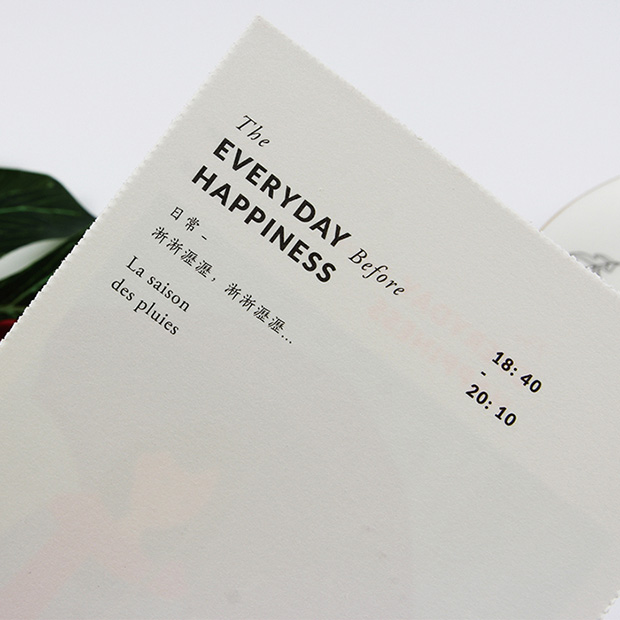 The
EVERYDAY
HAPPINESS Before
日常 –
淅淅瀝瀝，淅淅瀝瀝…
La saison
des pluies
18: 40
-
20: 10